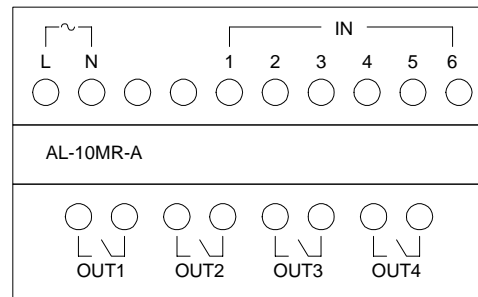 IN
L N 1 2 3 4 5 6
AL-10MR-A
OUT1 OUT2 OUT3 OUT4